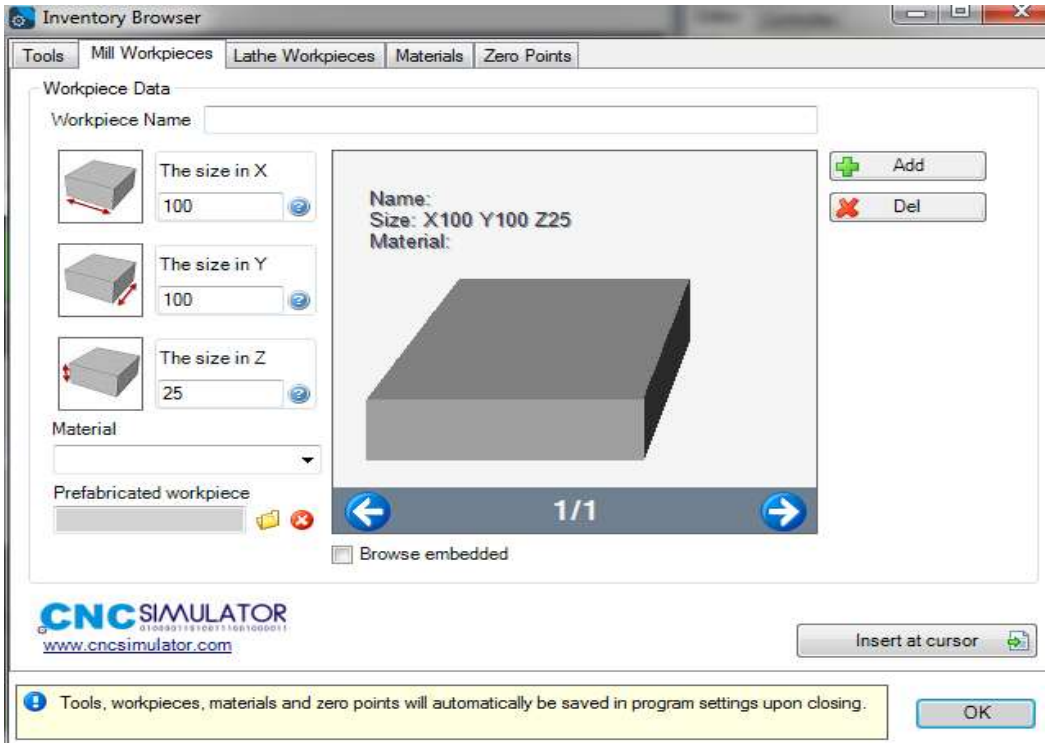 Inventory Browser
Tools Mill Workpieces Lathe Workpieces Materials Zero Points
Workpiece Data
Workpiece Name
The size in X
100
The size in Y
100
The size in Z
25
Material
Prefabricated workpiece
Name:
Size: X100 Y100 Z25
Material:
1/1
Browse embedded
Add
Del
CNC SIMULATOR
www.cncsimulator.com
Insert at cursor
Tools, workpieces, materials and zero points will automatically be saved in program settings upon closing.
OK